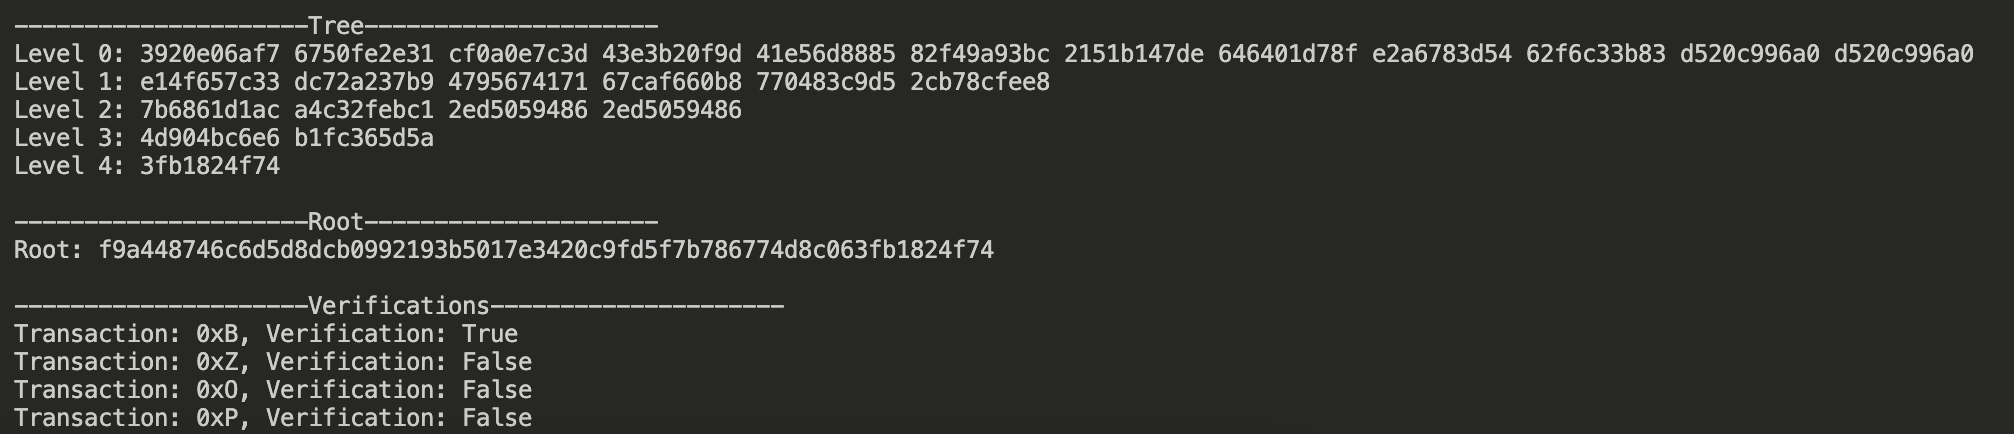 ---------------------Tree---------------------
Level 0: 3920e06af7 6750fe2e31 cf0a0e7c3d 43e3b20f9d 41e56d8885 82f49a93bc 2151b147de 646401d78f e2a6783d54 62f6c33b83 d520c996a0 d520c996a0
Level 1: e14f657c33 dc72a237b9 4795674171 67caf660b8 770483c9d5 2cb78cfee8
Level 2: 7b6861d1ac a4c32febc1 2ed5059486 2ed5059486
Level 3: 4d904bc6e6 b1fc365d5a
Level 4: 3fb1824f74
---------------------Root---------------------
Root: f9a448746c6d5d8dcb0992193b5017e3420c9fd5f7b786774d8c063fb1824f74
---------------------Verifications---------------------
Transaction: 0xB, Verification: True
Transaction: 0xZ, Verification: False
Transaction: 0xO, Verification: False
Transaction: 0xP, Verification: False